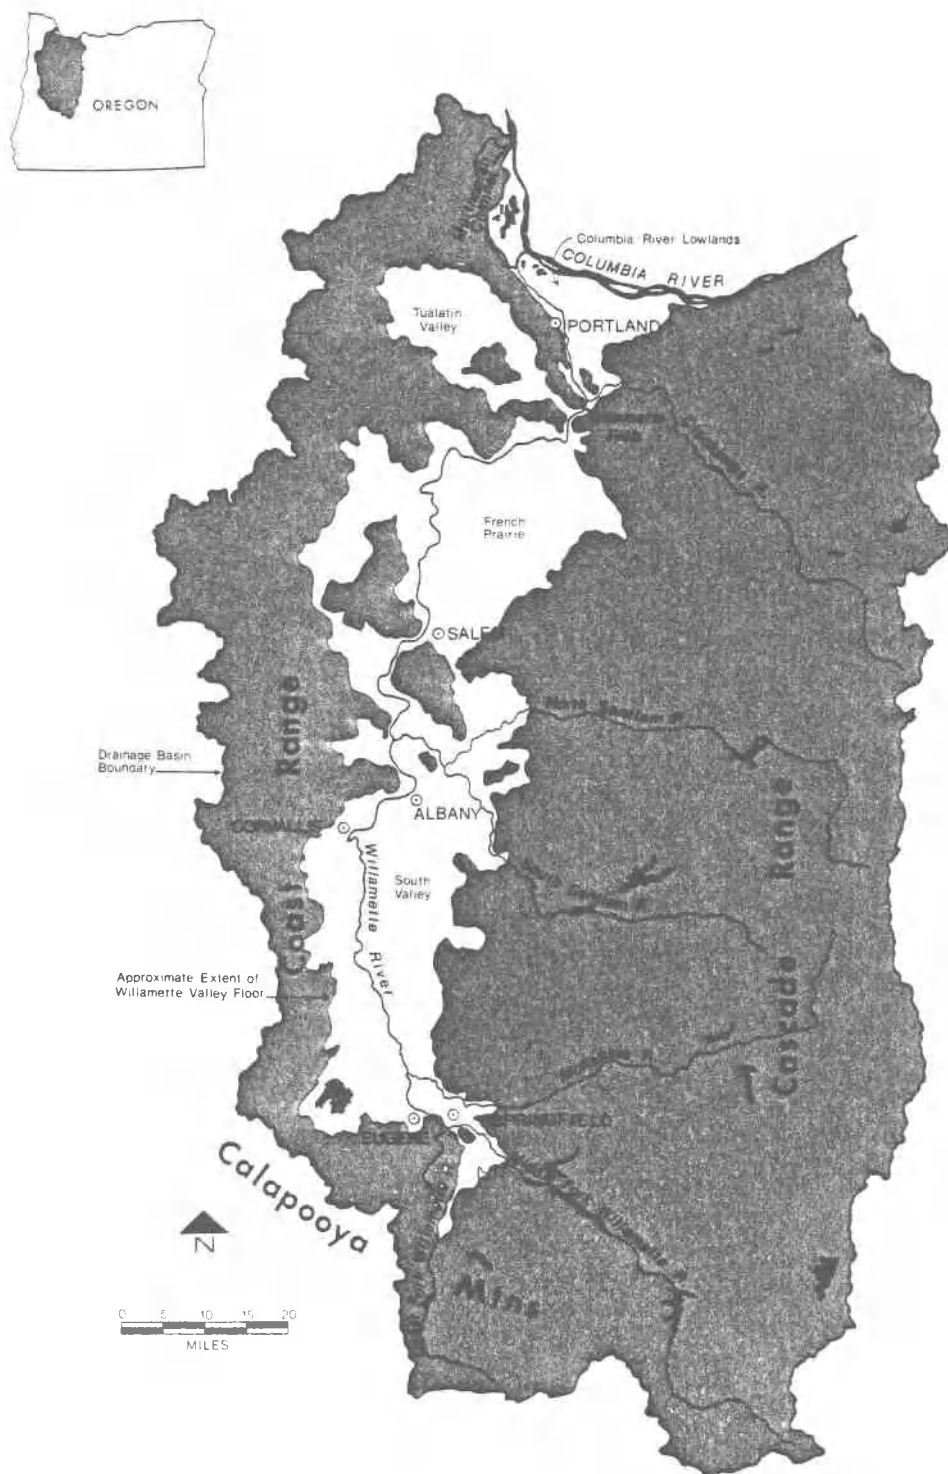 OREGON
Columbia River Lowlands
COLUMBIA RIVER
Tualatin
Valley
PORTLAND
French
Prairie
SALEM
Coast Range
Drainage Basin
Boundary
ALBANY
CORVALLIS
Willamette River
South
Valley
Cascade Range
Approximate Extent of
Willamette Valley Floor
EUGENE
SPRINGFIELD
Calapooya
Mtns
N
0 5 10 15 20
MILES